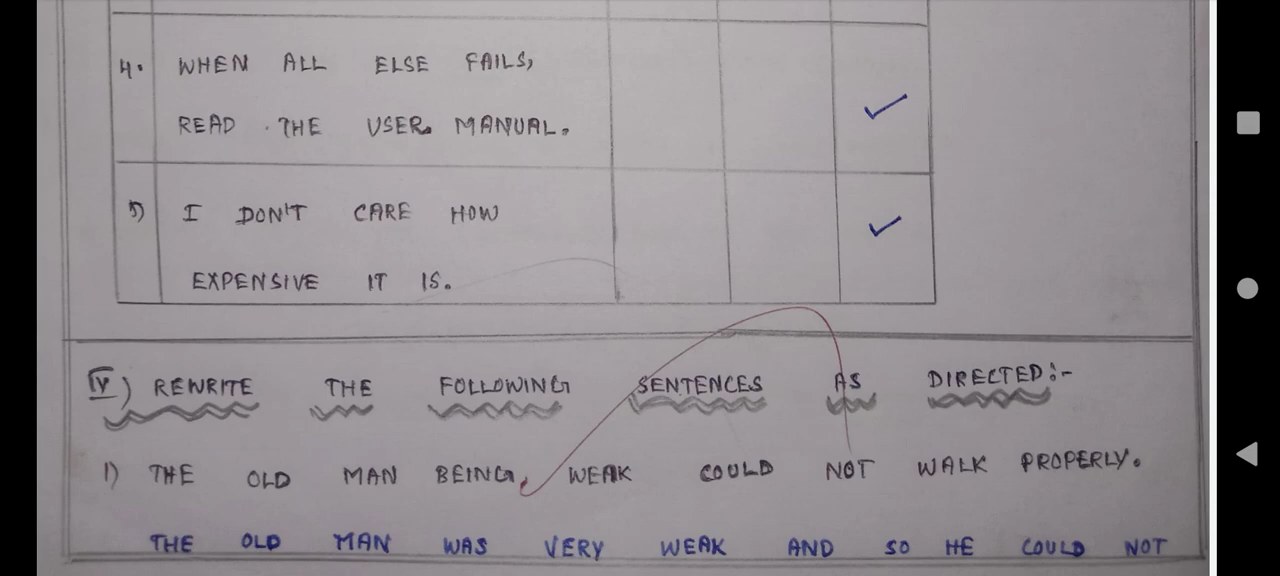 4. WHEN ALL ELSE FAILS,
READ THE USER MANUAL.
5) I DON'T CARE HOW
EXPENSIVE IT IS.
IV) REWRITE THE FOLLOWING SENTENCES AS DIRECTED:-
1) THE OLD MAN BEING, WEAK COULD NOT WALK PROPERLY.
THE OLD MAN WAS VERY WEAK AND SO HE COULD NOT